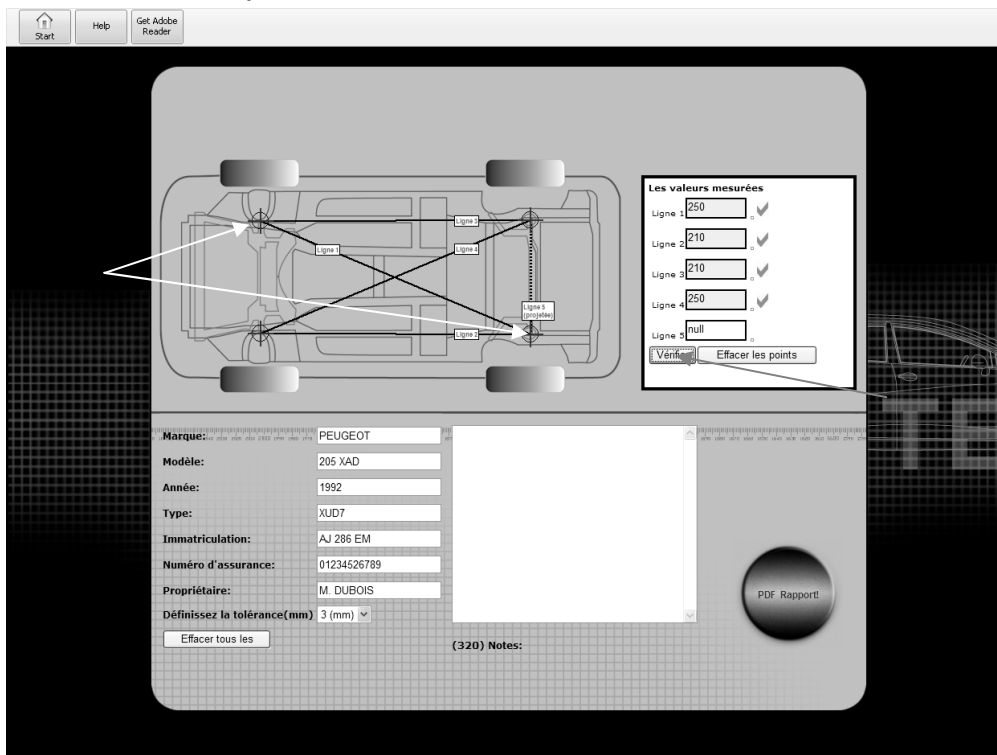 Start
Help
Get Adobe
Reader
Ligne 3
Ligne 1
Ligne 4
Ligne 5
(projetée)
Ligne 2
Les valeurs mesurées
Ligne 1 250
Ligne 2 210
Ligne 3 210
Ligne 4 250
Ligne 5 null
Effacer les points
TE
Marque: PEUGEOT
Modèle: 205 XAD
Année: 1992
Type: XUD7
Immatriculation: AJ 286 EM
Numéro d'assurance: 01234526789
Propriétaire: M. DUBOIS
Définissez la tolérance(mm) 3 (mm)
Effacer tous les
(320) Notes:
PDF Rapport!